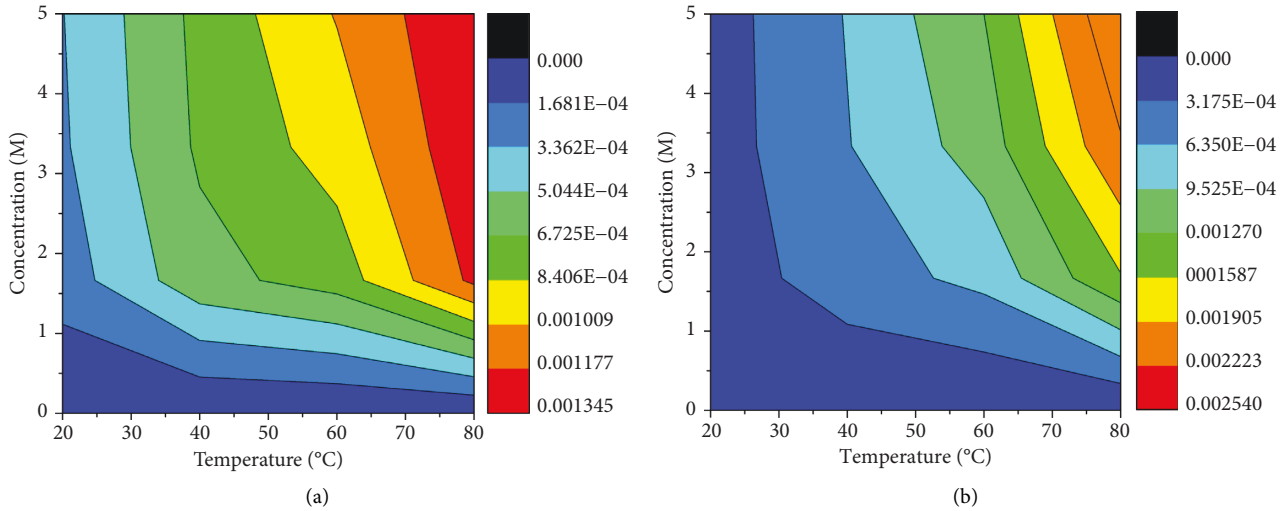 5
4
3
2
1
0
Concentration (M)
20 30 40 50 60 70 80
Temperature (°C)
0.000
1.681E−04
3.362E−04
5.044E−04
6.725E−04
8.406E−04
0.001009
0.001177
0.001345
(a)
5
4
3
2
1
0
Concentration (M)
20 30 40 50 60 70 80
Temperature (°C)
0.000
3.175E−04
6.350E−04
9.525E−04
0.001270
0001587
0.001905
0.002223
0.002540
(b)